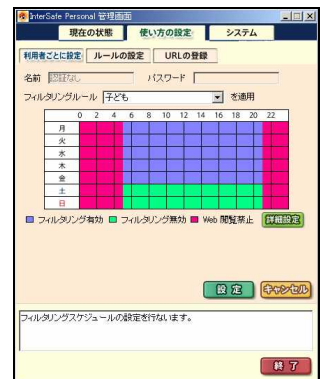 InterSafe Personal 管理画面
現在の状態 使い方の設定 システム
利用者ごとに設定 ルールの設定 URLの登録
名前 認証なし パスワード
フィルタリングルール 子ども を適用
0 2 4 6 8 10 12 14 16 18 20 22
月
火
水
木
金
土
日
フィルタリング有効 フィルタリング無効 Web 閲覧禁止 詳細設定
設定 キャンセル
フィルタリングスケジュールの設定を行ないます。
終了